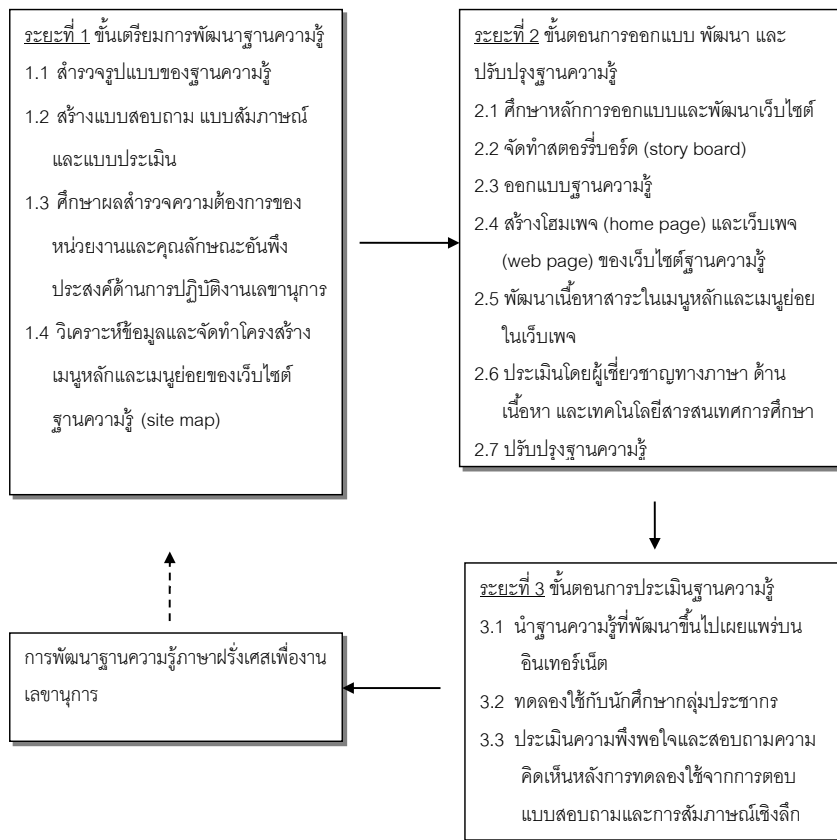 ระยะที่ 1 ขั้นเตรียมการพัฒนาฐานความรู้
1.1 สำรวจรูปแบบของฐานความรู้
1.2 สร้างแบบสอบถาม แบบสัมภาษณ์
และแบบประเมิน
1.3 ศึกษาผลสำรวจความต้องการของ
หน่วยงานและคุณลักษณะอันพึง
ประสงค์ด้านการปฏิบัติงานเลขานุการ
1.4 วิเคราะห์ข้อมูลและจัดทำโครงสร้าง
เมนูหลักและเมนูย่อยของเว็บไซต์
ฐานความรู้ (site map)
ระยะที่ 2 ขั้นตอนการออกแบบ พัฒนา และ
ปรับปรุงฐานความรู้
2.1 ศึกษาหลักการออกแบบและพัฒนาเว็บไซต์
2.2 จัดทำสตอรี่บอร์ด (story board)
2.3 ออกแบบฐานความรู้
2.4 สร้างโฮมเพจ (home page) และเว็บเพจ
(web page) ของเว็บไซต์ฐานความรู้
2.5 พัฒนาเนื้อหาสาระในเมนูหลักและเมนูย่อย
ในเว็บเพจ
2.6 ประเมินโดยผู้เชี่ยวชาญทางภาษา ด้าน
เนื้อหา และเทคโนโลยีสารสนเทศการศึกษา
2.7 ปรับปรุงฐานความรู้
ระยะที่ 3 ขั้นตอนการประเมินฐานความรู้
3.1 นำฐานความรู้ที่พัฒนาขึ้นไปเผยแพร่บน
อินเทอร์เน็ต
3.2 ทดลองใช้กับนักศึกษากลุ่มประชากร
3.3 ประเมินความพึงพอใจและสอบถามความ
คิดเห็นหลังการทดลองใช้จากการตอบ
แบบสอบถามและการสัมภาษณ์เชิงลึก
การพัฒนาฐานความรู้ภาษาฝรั่งเศสเพื่องาน
เลขานุการ